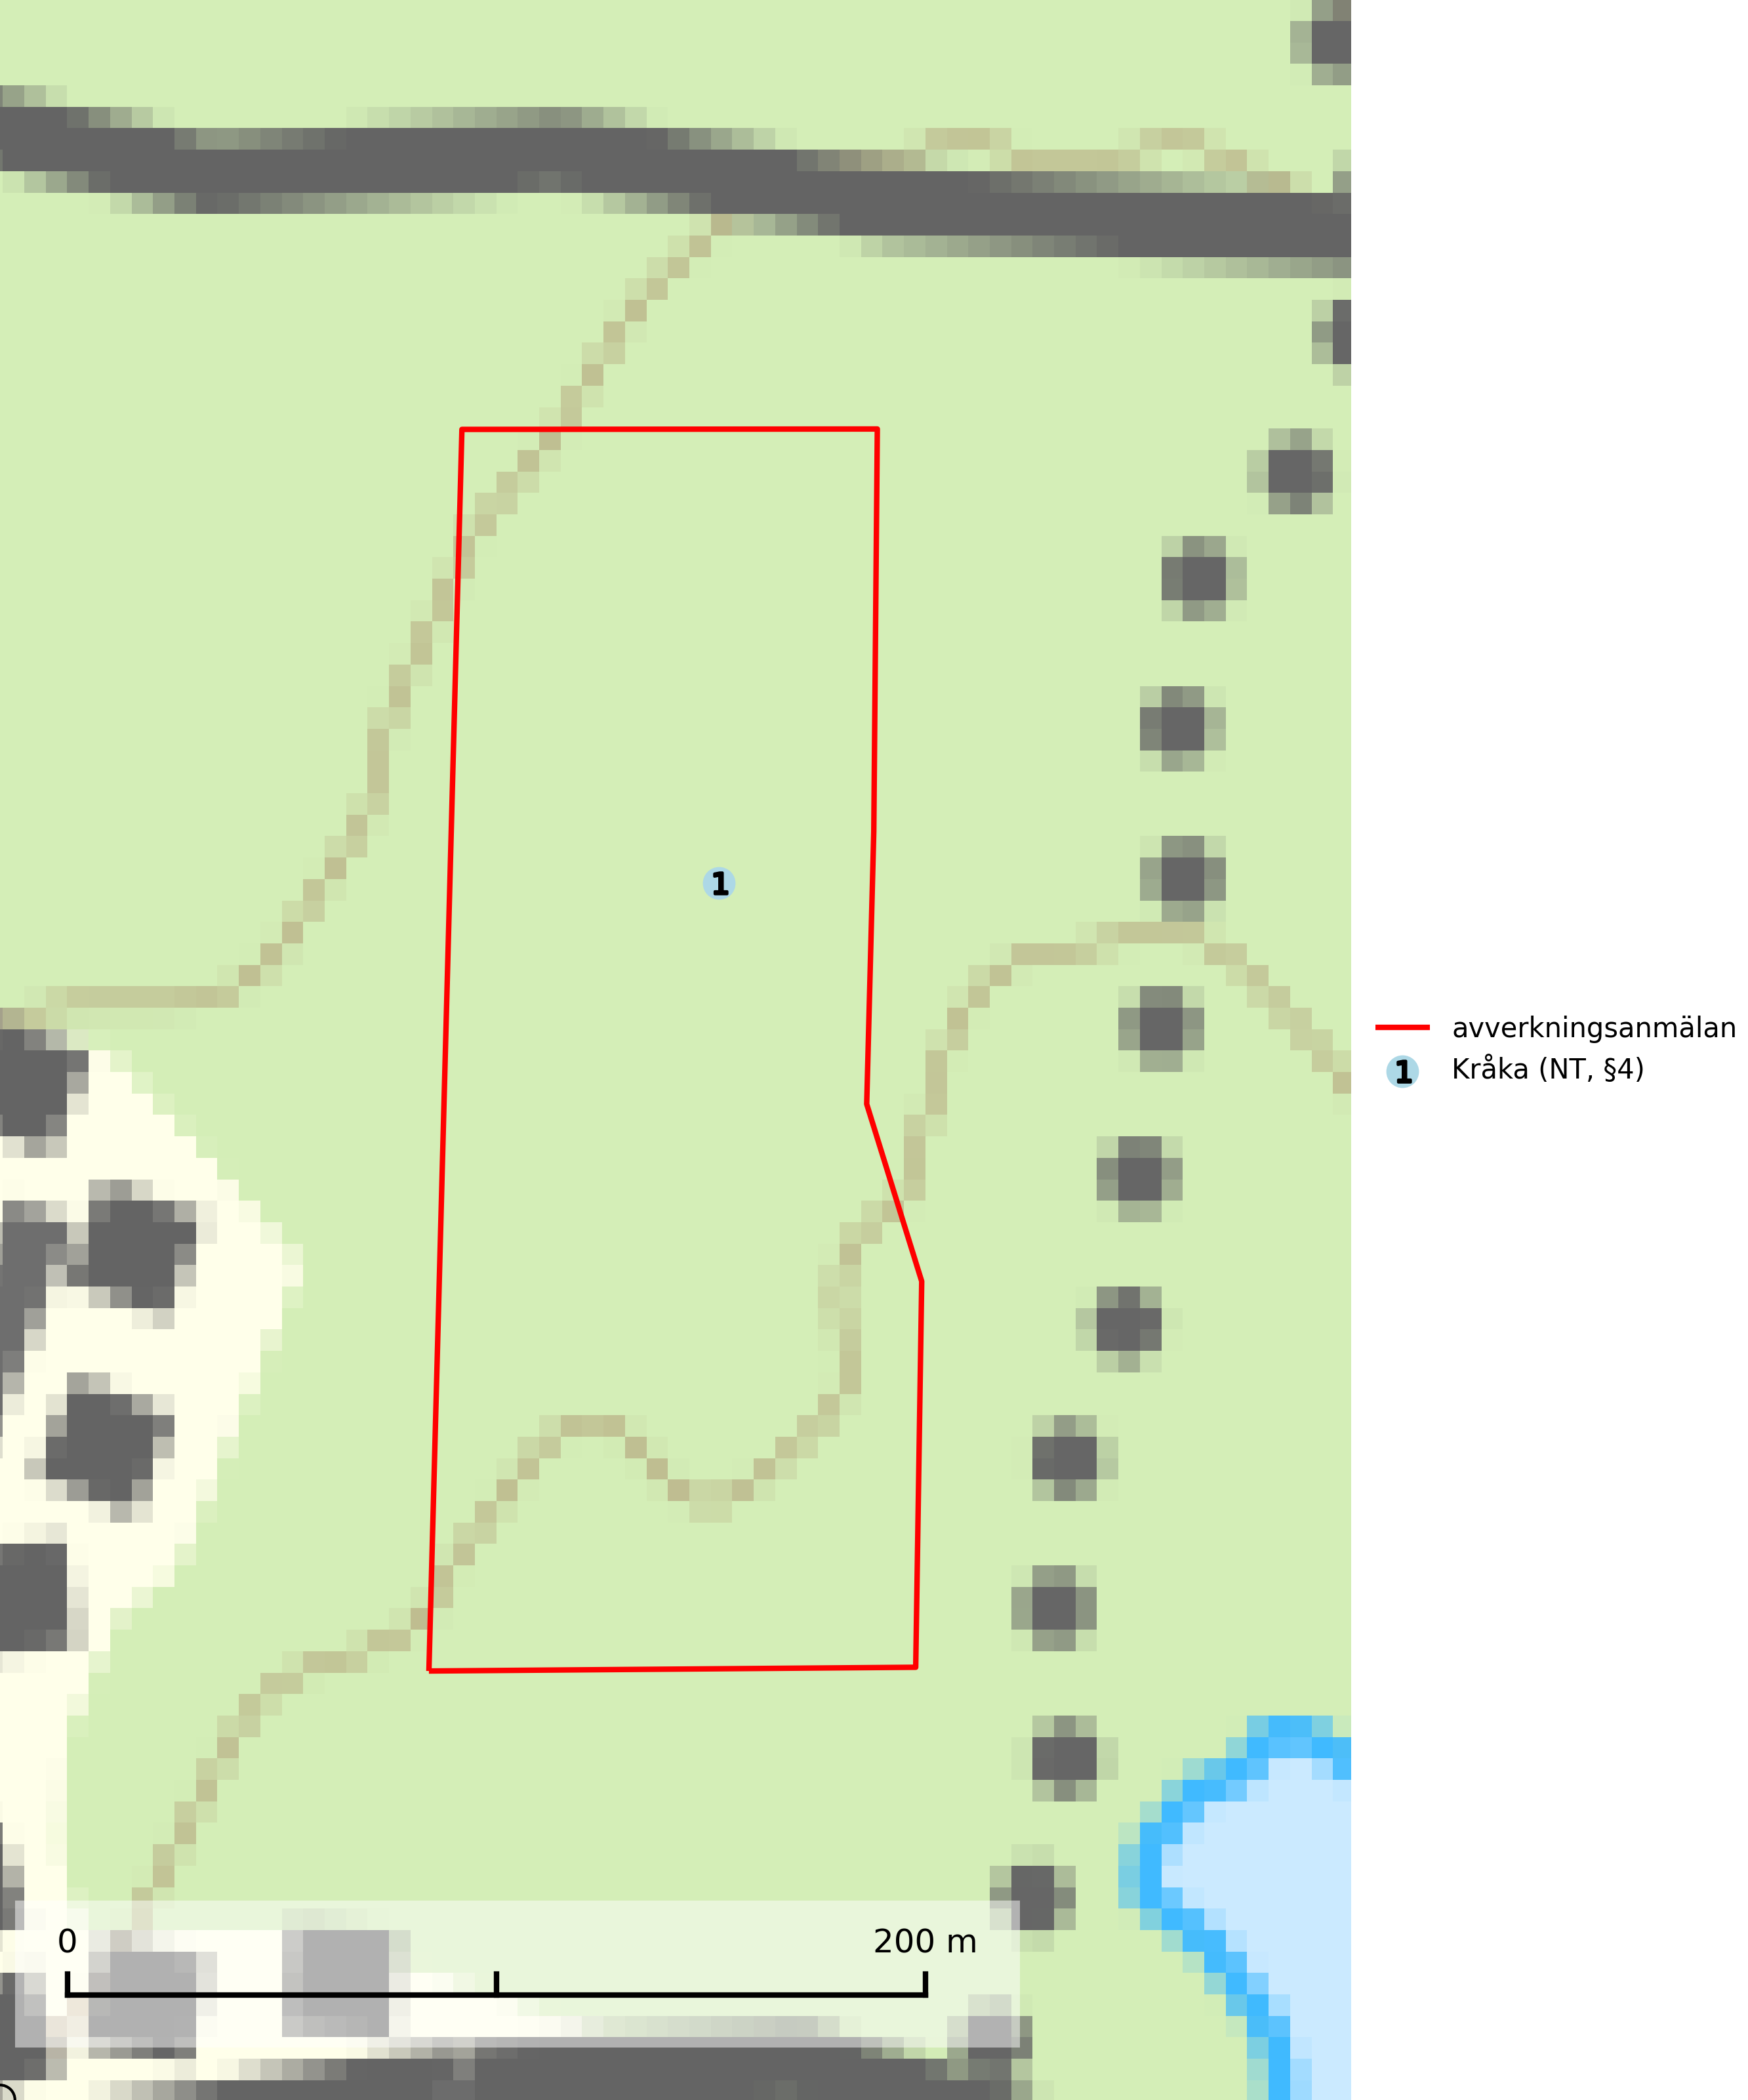 1
avverkningsanmälan
1 Kråka (NT, §4)
0 200 m